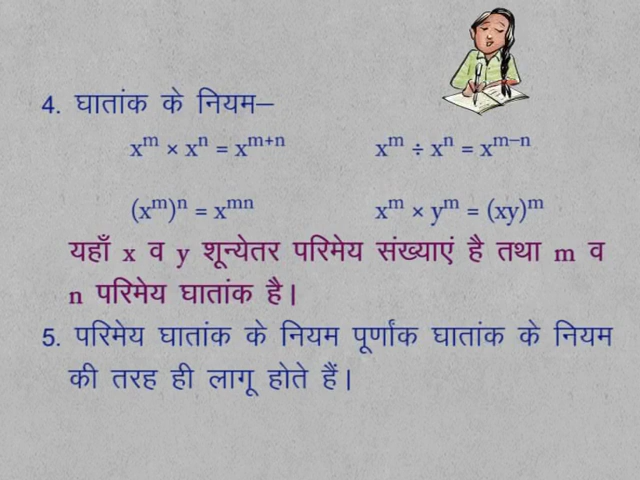 4. घातांक के नियम–
xᵐ × xⁿ = xᵐ⁺ⁿ xᵐ ÷ xⁿ = xᵐ⁻ⁿ
(xᵐ)ⁿ = xᵐⁿ xᵐ × yᵐ = (xy)ᵐ
यहाँ x व y शून्येतर परिमेय संख्याएं है तथा m व
n परिमेय घातांक है।
5. परिमेय घातांक के नियम पूर्णांक घातांक के नियम
की तरह ही लागू होते हैं।